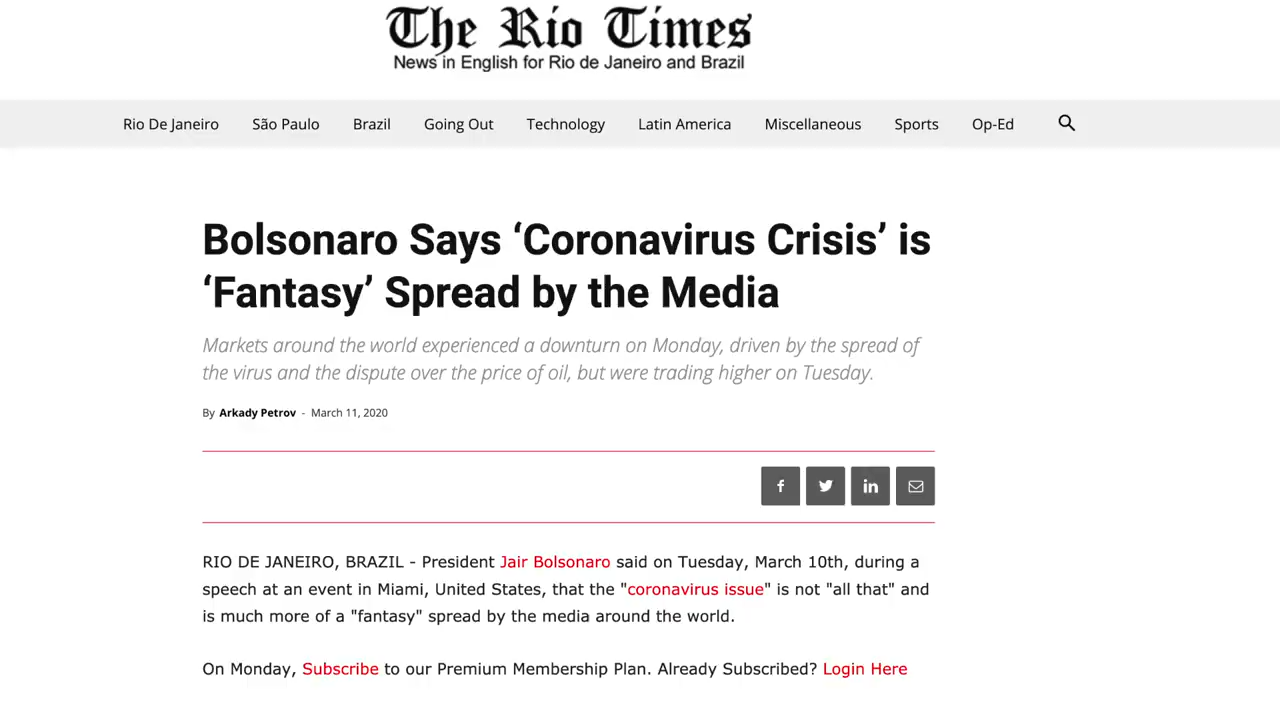 The Rio Times
News in English for Rio de Janeiro and Brazil
Rio De Janeiro São Paulo Brazil Going Out Technology Latin America Miscellaneous Sports Op-Ed
Bolsonaro Says ‘Coronavirus Crisis’ is
‘Fantasy’ Spread by the Media
Markets around the world experienced a downturn on Monday, driven by the spread of
the virus and the dispute over the price of oil, but were trading higher on Tuesday.
By Arkady Petrov - March 11, 2020
f in
RIO DE JANEIRO, BRAZIL - President Jair Bolsonaro said on Tuesday, March 10th, during a
speech at an event in Miami, United States, that the "coronavirus issue" is not "all that" and
is much more of a "fantasy" spread by the media around the world.
On Monday, Subscribe to our Premium Membership Plan. Already Subscribed? Login Here